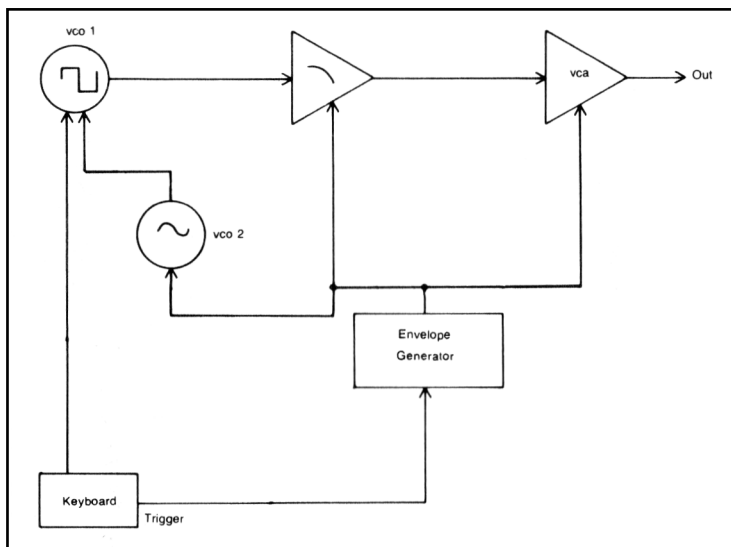 vco 1
vca
Out
vco 2
Envelope
Generator
Keyboard
Trigger